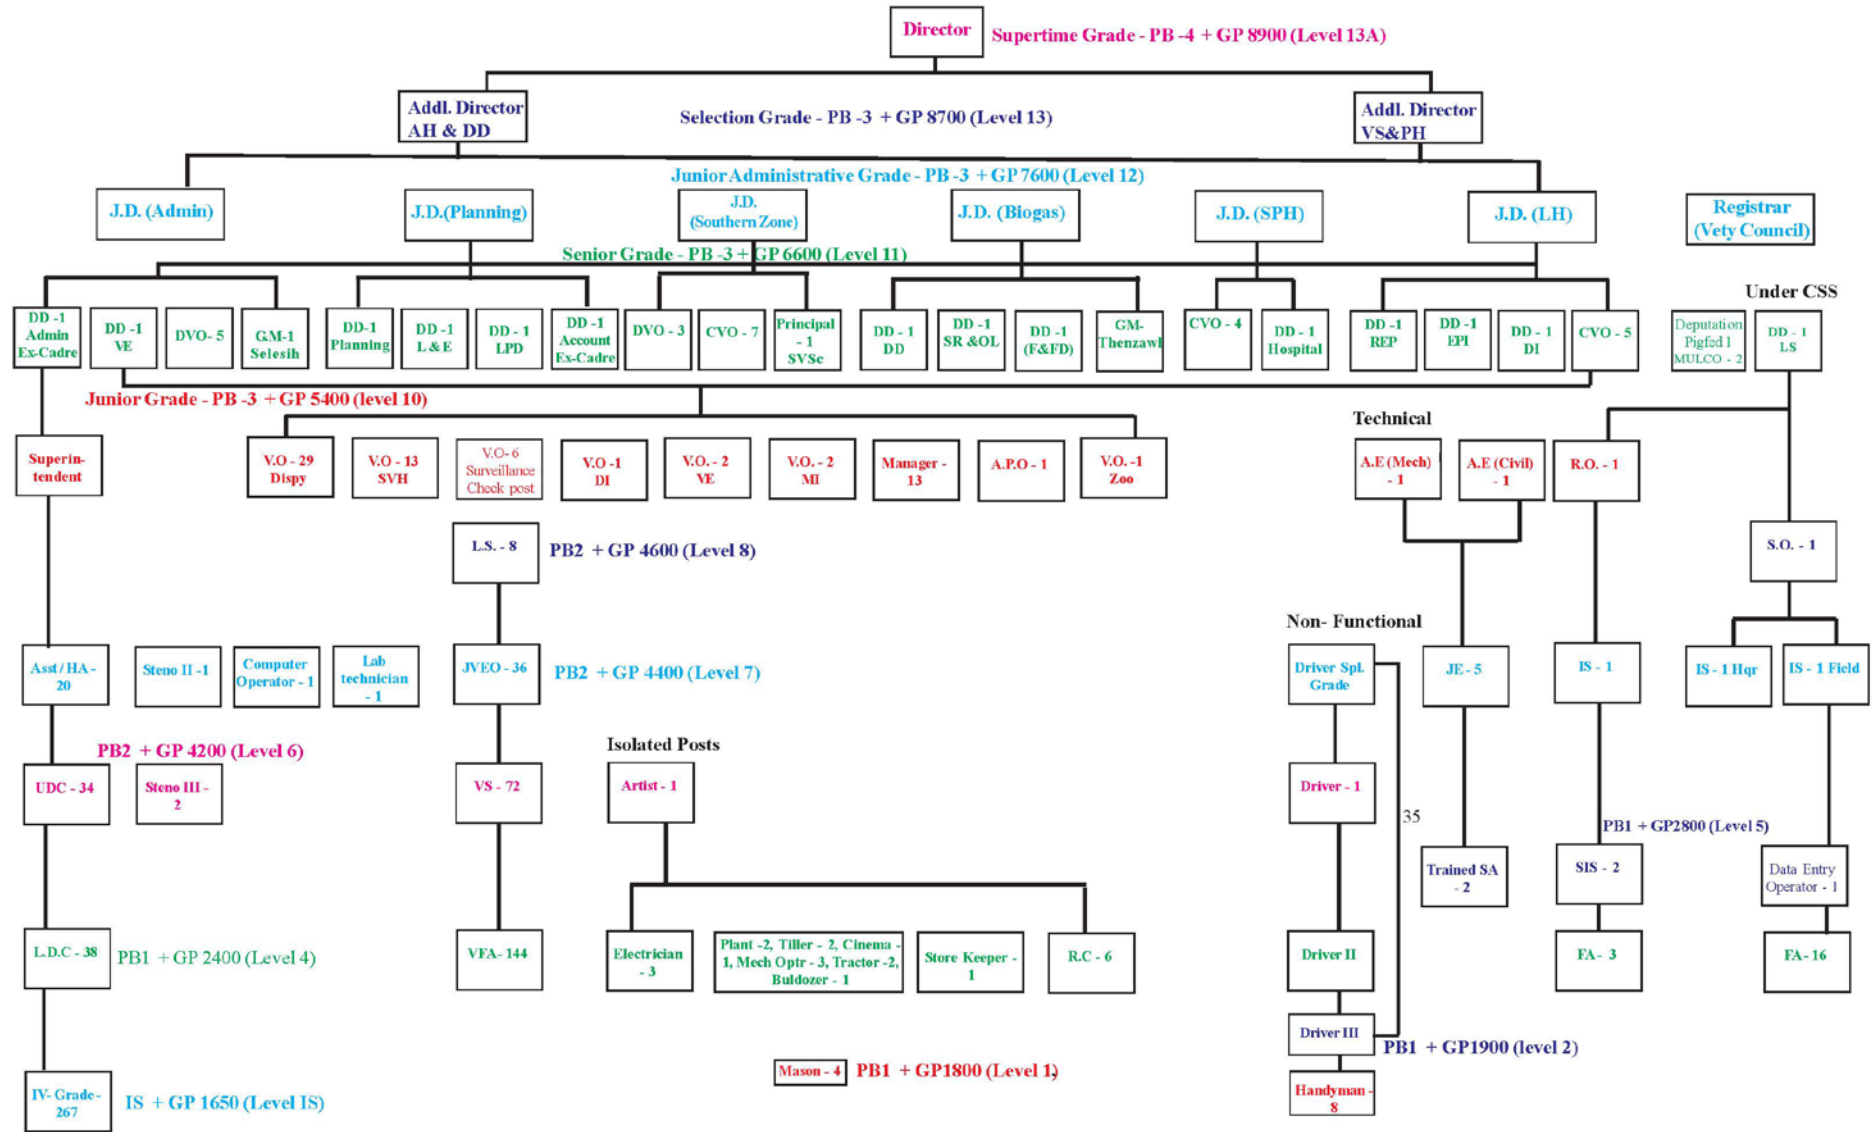 Director
Supertime Grade - PB -4 + GP 8900 (Level 13A)
Addl. Director
AH & DD
Selection Grade - PB -3 + GP 8700 (Level 13)
Addl. Director
VS&PH
Junior Administrative Grade - PB -3 + GP 7600 (Level 12)
J.D. (Admin)
J.D.(Planning)
J.D.
(Southern Zone)
J.D. (Biogas)
J.D. (SPH)
J.D. (LH)
Registrar
(Vety Council)
Senior Grade - PB -3 + GP 6600 (Level 11)
Under CSS
DD -1
Admin
Ex-Cadre
DD -1
VE
DVO- 5
GM-1
Selesih
DD-1
Planning
DD -1
L & E
DD - 1
LPD
DD -1
Account
Ex-Cadre
DVO - 3
CVO - 7
Principal
- 1
SVSc
DD - 1
DD
DD -1
SR &OL
DD -1
(F&FD)
GM-
Thenzawl
CVO - 4
DD - 1
Hospital
DD -1
REP
DD -1
EPI
DD - 1
DI
CVO - 5
Deputation
Pigfed 1
MULCO - 2
DD - 1
LS
Junior Grade - PB -3 + GP 5400 (level 10)
Technical
Superin-
tendent
V.O - 29
Dispy
V.O - 13
SVH
V.O- 6
Surveillance
Check post
V.O -1
DI
V.O. - 2
VE
V.O. - 2
MI
Manager -
13
A.P.O - 1
V.O. -1
Zoo
A.E (Mech)
- 1
A.E (Civil)
- 1
R.O. - 1
L.S. - 8
PB2 + GP 4600 (Level 8)
S.O. - 1
Non- Functional
Asst / HA -
20
Steno II -1
Computer
Operator - 1
Lab
technician
- 1
JVEO - 36
PB2 + GP 4400 (Level 7)
Driver Spl.
Grade
JE - 5
IS - 1
IS - 1 Hqr
IS - 1 Field
PB2 + GP 4200 (Level 6)
Isolated Posts
UDC - 34
Steno III -
2
VS - 72
Artist - 1
Driver - 1
35
PB1 + GP2800 (Level 5)
Trained SA
- 2
SIS - 2
Data Entry
Operator - 1
L.D.C - 38
PB1 + GP 2400 (Level 4)
VFA- 144
Electrician
- 3
Plant -2, Tiller - 2, Cinema -
1, Mech Optr - 3, Tractor -2,
Buldozer - 1
Store Keeper -
1
R.C - 6
Driver II
FA - 3
FA- 16
Driver III
PB1 + GP1900 (level 2)
Mason - 4
PB1 + GP1800 (Level 1)
Handyman -
8
IV- Grade -
267
IS + GP 1650 (Level IS)